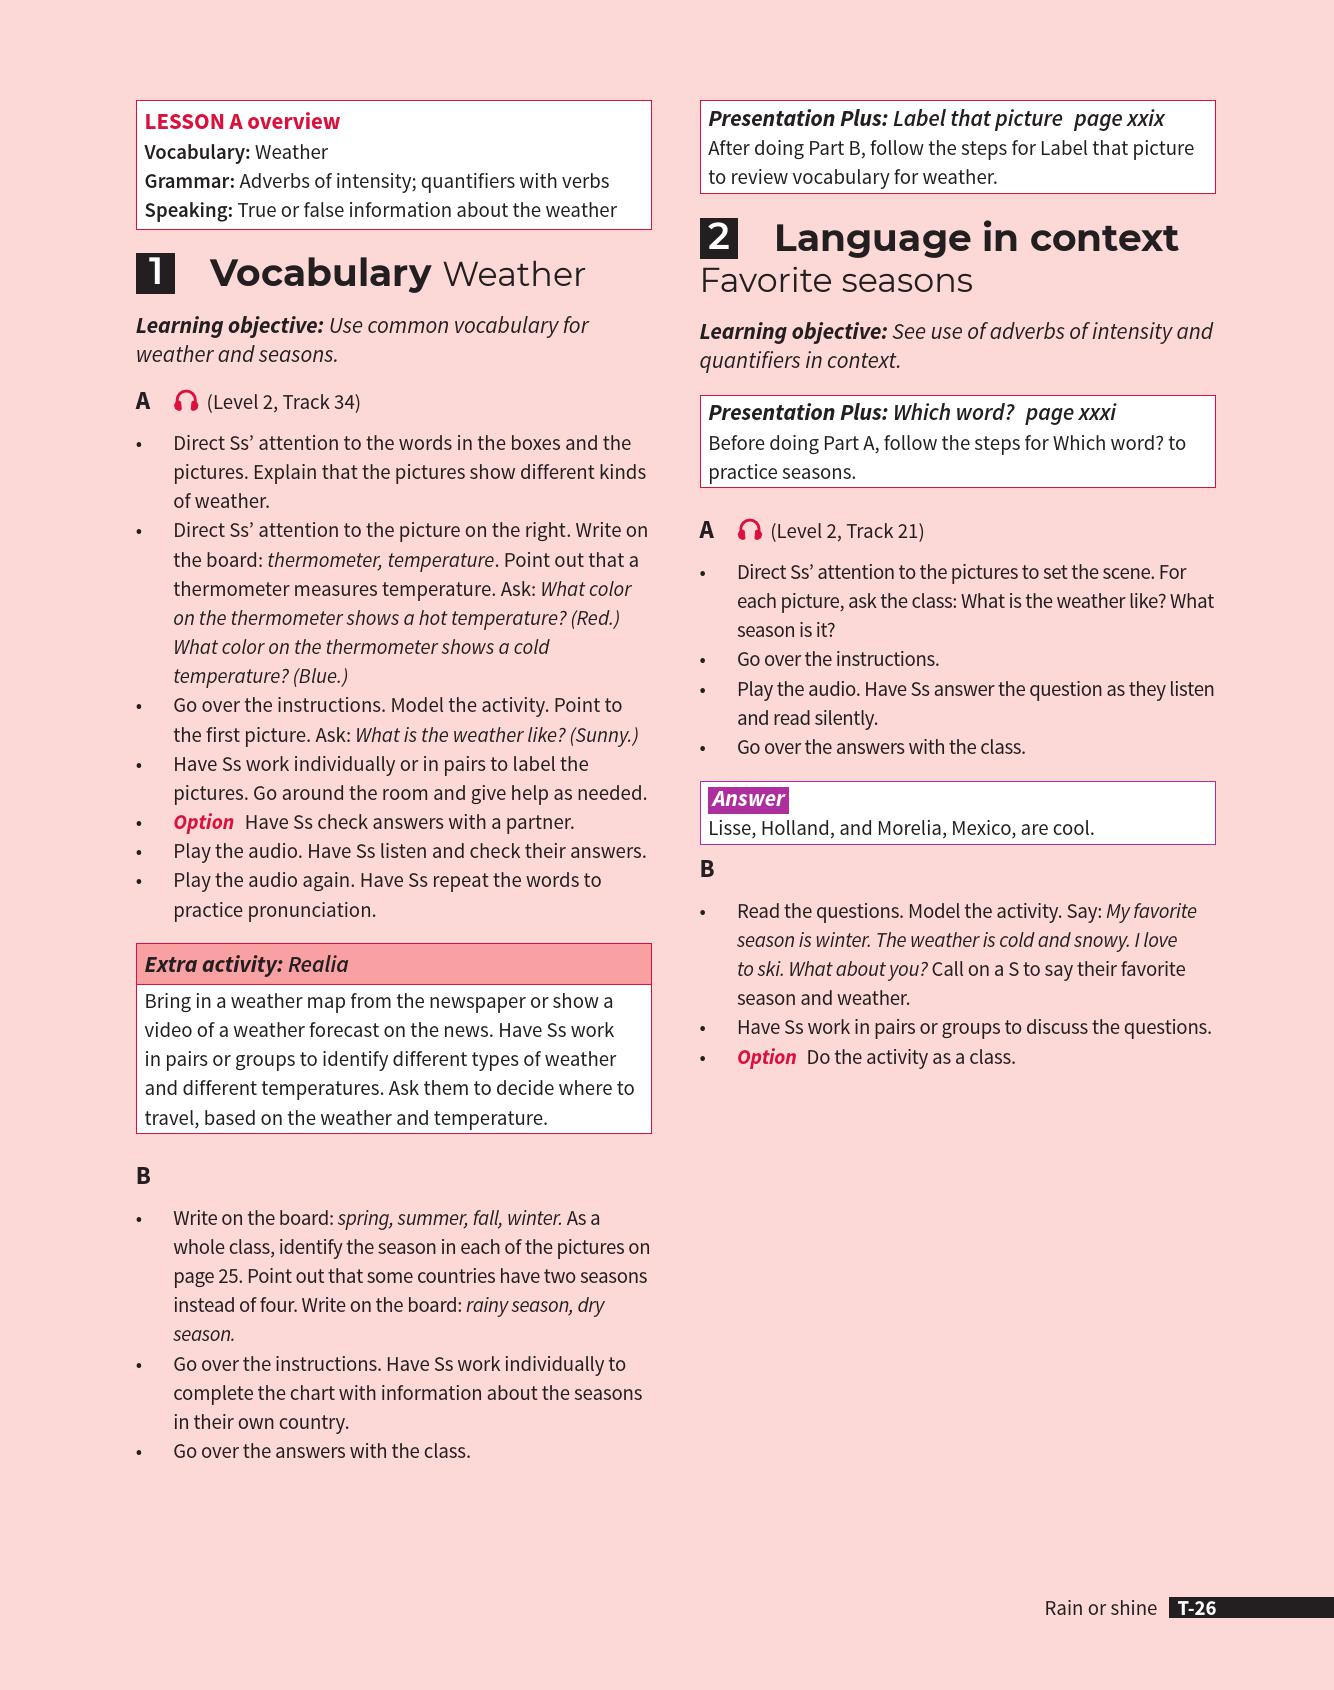 LESSON A overview
Vocabulary: Weather
Grammar: Adverbs of intensity; quantifiers with verbs
Speaking: True or false information about the weather
1 Vocabulary Weather
Learning objective: Use common vocabulary for
weather and seasons.
A (Level 2, Track 34)
• Direct Ss’ attention to the words in the boxes and the
pictures. Explain that the pictures show different kinds
of weather.
• Direct Ss’ attention to the picture on the right. Write on
the board: thermometer, temperature. Point out that a
thermometer measures temperature. Ask: What color
on the thermometer shows a hot temperature? (Red.)
What color on the thermometer shows a cold
temperature? (Blue.)
• Go over the instructions. Model the activity. Point to
the first picture. Ask: What is the weather like? (Sunny.)
• Have Ss work individually or in pairs to label the
pictures. Go around the room and give help as needed.
• Option Have Ss check answers with a partner.
• Play the audio. Have Ss listen and check their answers.
• Play the audio again. Have Ss repeat the words to
practice pronunciation.
Extra activity: Realia
Bring in a weather map from the newspaper or show a
video of a weather forecast on the news. Have Ss work
in pairs or groups to identify different types of weather
and different temperatures. Ask them to decide where to
travel, based on the weather and temperature.
B
• Write on the board: spring, summer, fall, winter. As a
whole class, identify the season in each of the pictures on
page 25. Point out that some countries have two seasons
instead of four. Write on the board: rainy season, dry
season.
• Go over the instructions. Have Ss work individually to
complete the chart with information about the seasons
in their own country.
• Go over the answers with the class.
Presentation Plus: Label that picture page xxix
After doing Part B, follow the steps for Label that picture
to review vocabulary for weather.
2 Language in context
Favorite seasons
Learning objective: See use of adverbs of intensity and
quantifiers in context.
Presentation Plus: Which word? page xxxi
Before doing Part A, follow the steps for Which word? to
practice seasons.
A (Level 2, Track 21)
• Direct Ss’ attention to the pictures to set the scene. For
each picture, ask the class: What is the weather like? What
season is it?
• Go over the instructions.
• Play the audio. Have Ss answer the question as they listen
and read silently.
• Go over the answers with the class.
Answer
Lisse, Holland, and Morelia, Mexico, are cool.
B
• Read the questions. Model the activity. Say: My favorite
season is winter. The weather is cold and snowy. I love
to ski. What about you? Call on a S to say their favorite
season and weather.
• Have Ss work in pairs or groups to discuss the questions.
• Option Do the activity as a class.
Rain or shine T-26